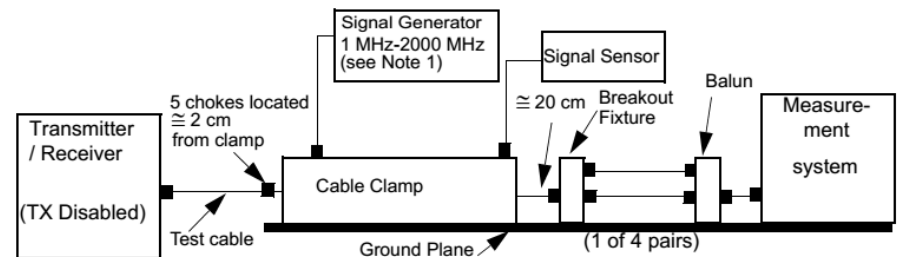 Signal Generator
1 MHz-2000 MHz
(see Note 1)
Signal Sensor
5 chokes located
≅ 2 cm
from clamp
≅ 20 cm
Breakout
Fixture
Balun
Measure-
ment
system
Transmitter
/ Receiver
(TX Disabled)
Cable Clamp
Test cable
Ground Plane
(1 of 4 pairs)